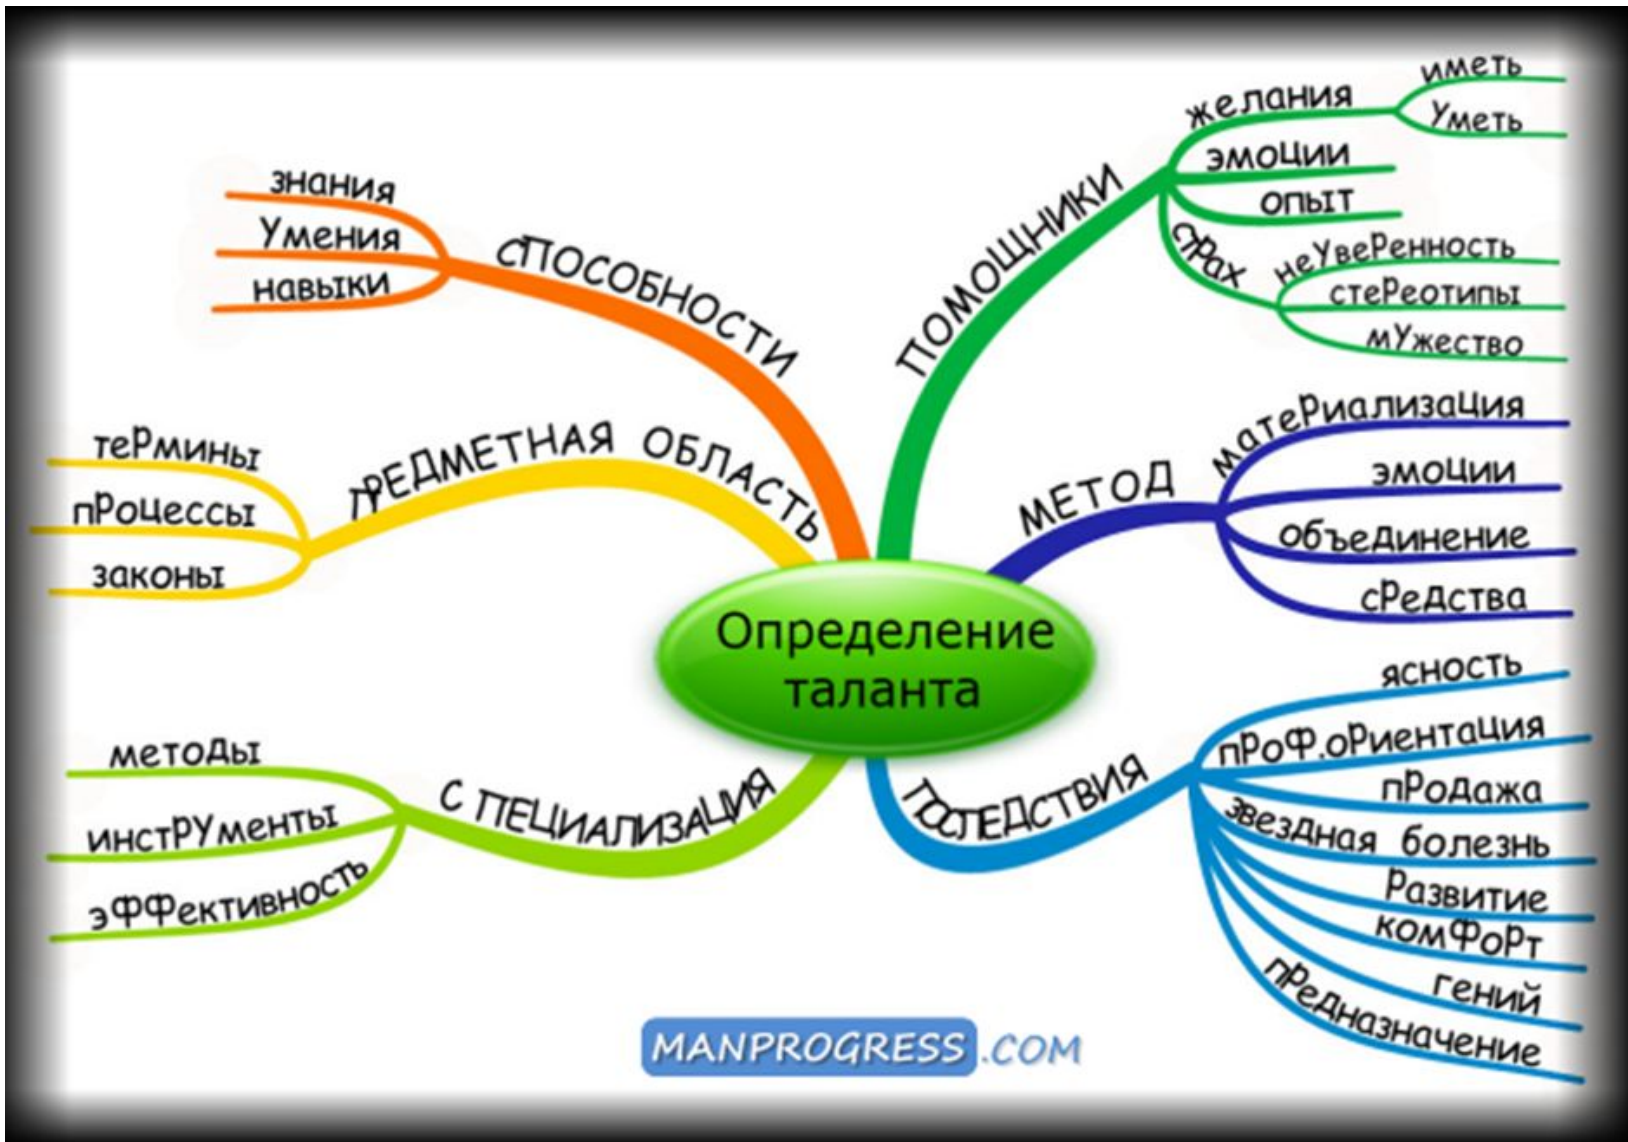 Определение
таланта
ПОМОЩНИКИ
желания
иметь
уметь
эмоции
опыт
страх
неуверенность
стереотипы
мужество
МЕТОД
материализация
эмоции
объединение
средства
ПОСЛЕДСТВИЯ
ясность
проф.ориентация
продажа
звездная болезнь
развитие
комфорт
гений
предназначение
СПЕЦИАЛИЗАЦИЯ
методы
инструменты
эффективность
ПРЕДМЕТНАЯ ОБЛАСТЬ
термины
процессы
законы
СПОСОБНОСТИ
знания
умения
навыки
MANPROGRESS.COM